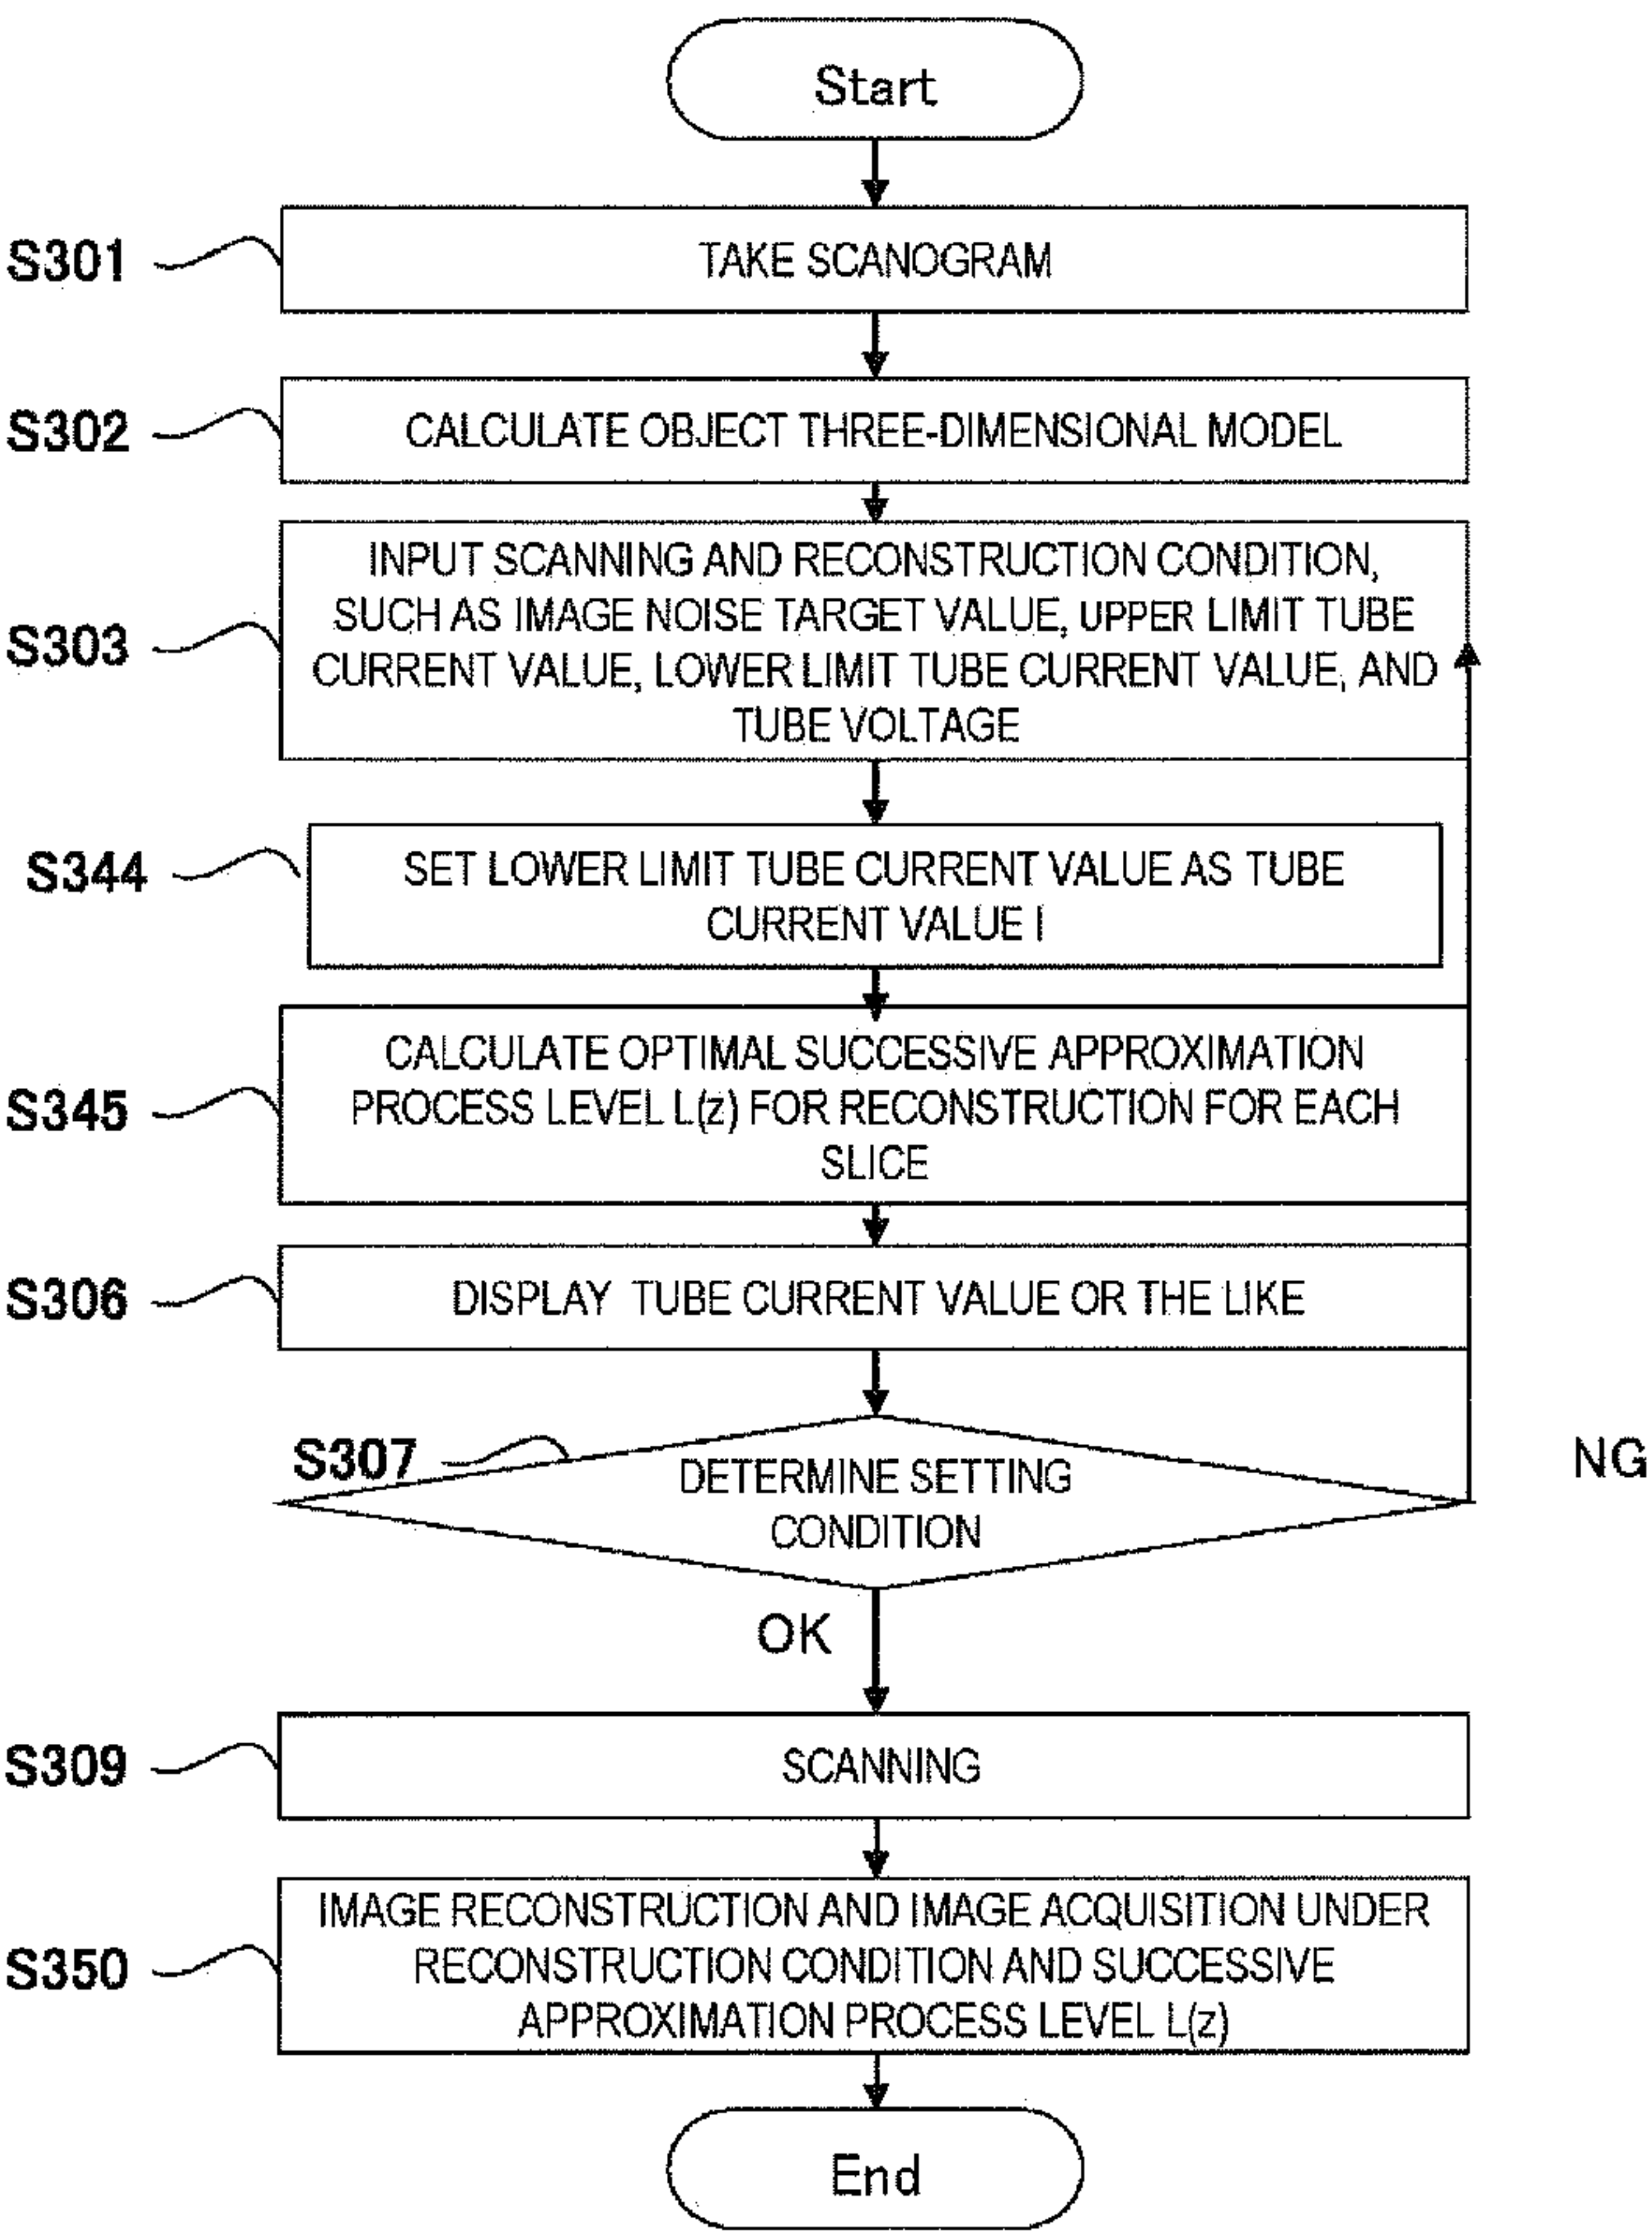 Start
S301
TAKE SCANOGRAM
S302
CALCULATE OBJECT THREE-DIMENSIONAL MODEL
S303
INPUT SCANNING AND RECONSTRUCTION CONDITION,
SUCH AS IMAGE NOISE TARGET VALUE, UPPER LIMIT TUBE
CURRENT VALUE, LOWER LIMIT TUBE CURRENT VALUE, AND
TUBE VOLTAGE
S344
SET LOWER LIMIT TUBE CURRENT VALUE AS TUBE
CURRENT VALUE I
S345
CALCULATE OPTIMAL SUCCESSIVE APPROXIMATION
PROCESS LEVEL L(z) FOR RECONSTRUCTION FOR EACH
SLICE
S306
DISPLAY TUBE CURRENT VALUE OR THE LIKE
S307
DETERMINE SETTING
CONDITION
NG
OK
S309
SCANNING
S350
IMAGE RECONSTRUCTION AND IMAGE ACQUISITION UNDER
RECONSTRUCTION CONDITION AND SUCCESSIVE
APPROXIMATION PROCESS LEVEL L(z)
End